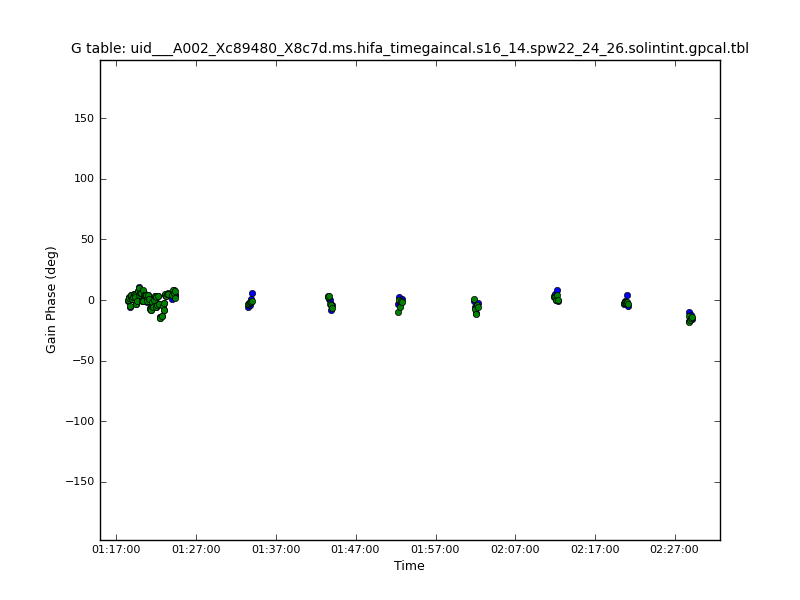 G table: uid___A002_Xc89480_X8c7d.ms.hifa_timegaincal.s16_14.spw22_24_26.solintint.gpcal.tbl
150
100
50
0
−50
−100
−150
Gain Phase (deg)
01:17:00 01:27:00 01:37:00 01:47:00 01:57:00 02:07:00 02:17:00 02:27:00
Time